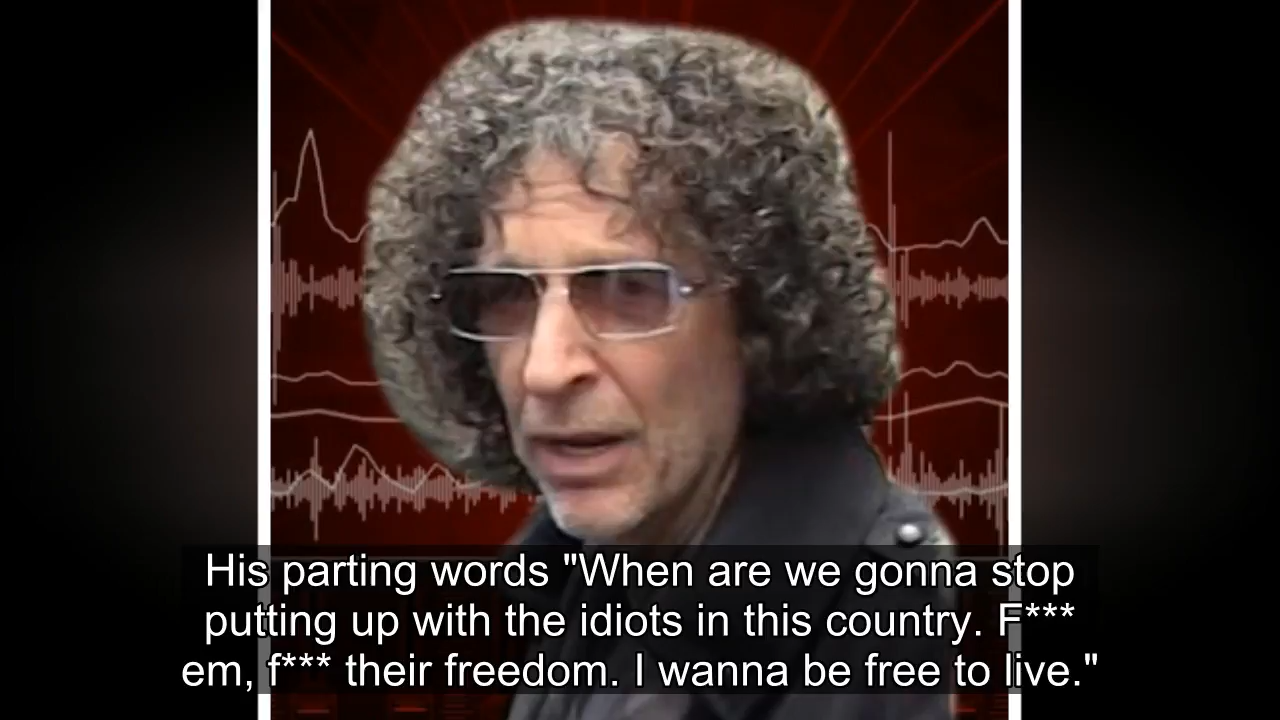 His parting words "When are we gonna stop
putting up with the idiots in this country. F***
em, f*** their freedom. I wanna be free to live."